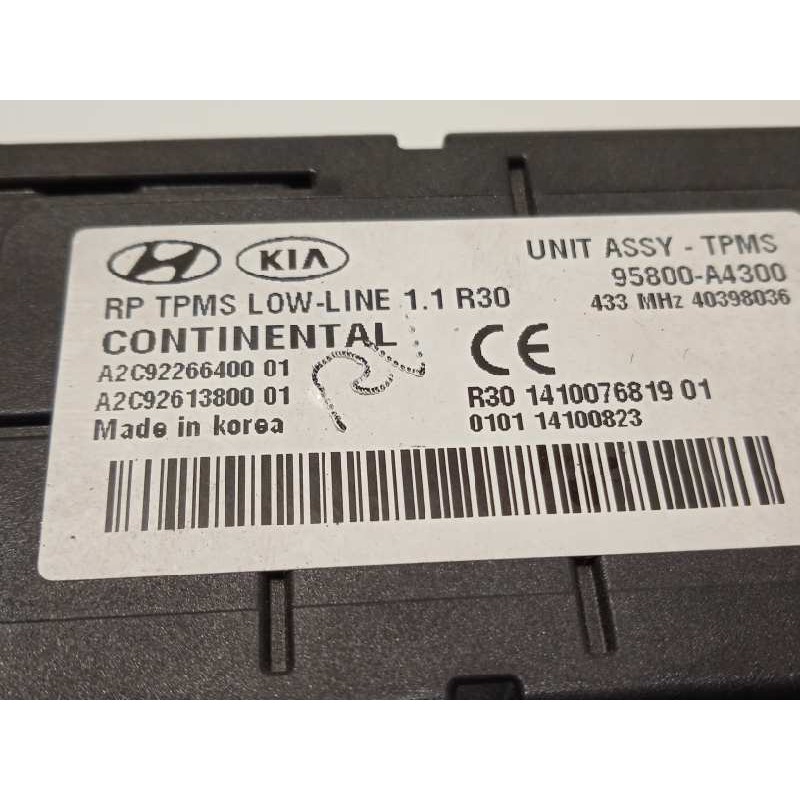 KIA
UNIT ASSY - TPMS
95800-A4300
433 MHz 40398036
RP TPMS LOW-LINE 1.1 R30
CONTINENTAL
CE
A2C92266400 01
A2C92613800 01
Made in korea
R30 1410076819 01
0101 14100823